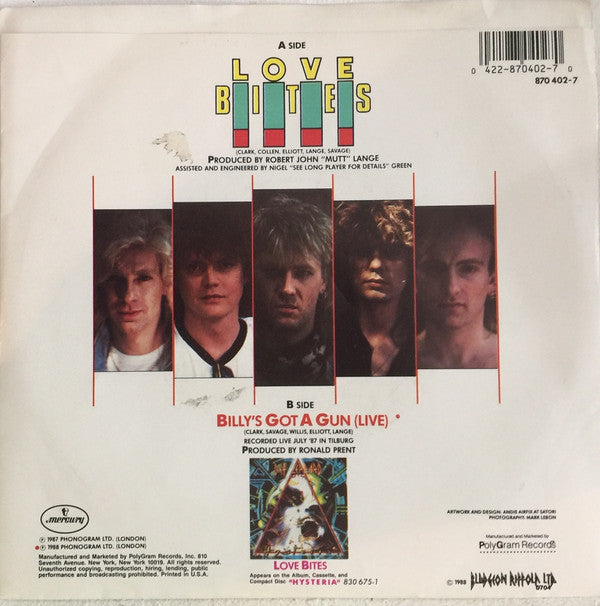 A SIDE
LOVE
BITES
(CLARK, COLLEN, ELLIOTT, LANGE, SAVAGE)
PRODUCED BY ROBERT JOHN "MUTT" LANGE
ASSISTED AND ENGINEERED BY NIGEL "SEE LONG PLAYER FOR DETAILS" GREEN
0 422-870402-7 0
870 402-7
B SIDE
BILLY'S GOT A GUN (LIVE)
(CLARK, SAVAGE, WILLIS, ELLIOTT, LANGE)
RECORDED LIVE JULY '87 IN TILBURG
PRODUCED BY RONALD PRENT
DEF LEPPARD
mercury
℗ 1987 PHONOGRAM LTD. (LONDON)
℗ 1988 PHONOGRAM LTD. (LONDON)
Manufactured and Marketed by PolyGram Records, Inc. 810
Seventh Avenue, New York, New York 10019. All rights reserved.
Unauthorized copying, reproduction, hiring, lending, public
performance and broadcasting prohibited. Printed in U.S.A.
LOVE BITES
Appears on the Album, Cassette, and
Compact Disc "HYSTERIA" 830 675-1
ARTWORK AND DESIGN: ANDIE AIRFIX AT SATORI
PHOTOGRAPHY: MARK LEBON
Manufactured and Marketed by
PolyGram Records
© 1988 BLUDGEON RIFFOLA LTD.
0704